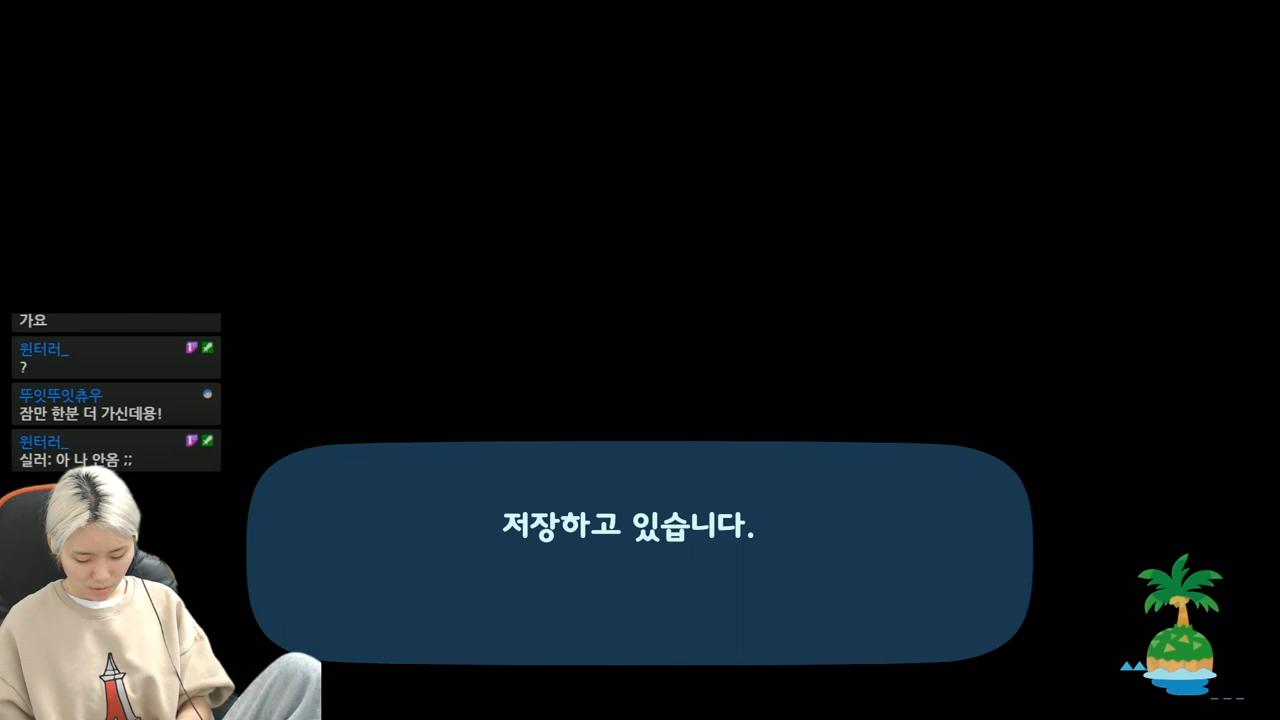 가요
윈터러_
?
뚜잇뚜잇츄우
잠만 한분 더 가신데용!
윈터러_
실러: 아 나 안옴 ;;
저장하고 있습니다.